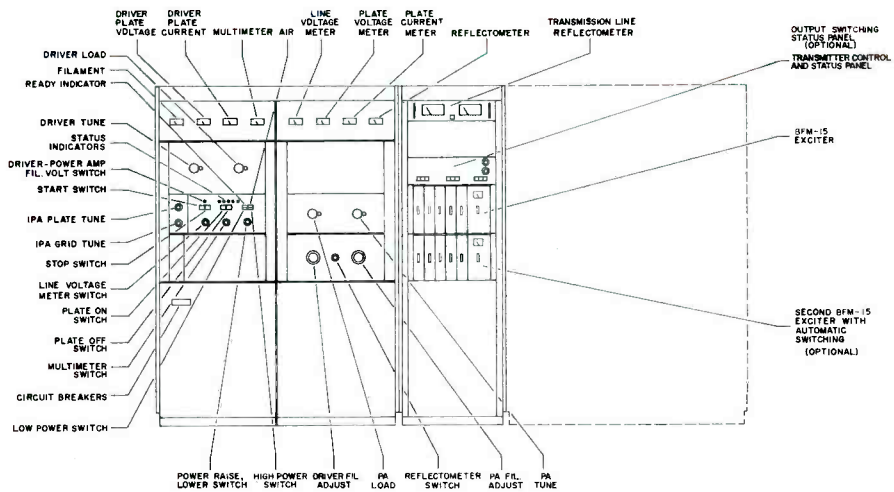 DRIVER
PLATE
VOLTAGE
DRIVER
PLATE
CURRENT
MULTIMETER
AIR
LINE
VOLTAGE
METER
PLATE
VOLTAGE
METER
PLATE
CURRENT
METER
REFLECTOMETER
TRANSMISSION LINE
REFLECTOMETER
OUTPUT SWITCHING
STATUS PANEL
(OPTIONAL)
TRANSMITTER CONTROL
AND STATUS PANEL
BFM-15
EXCITER
SECOND BFM-15
EXCITER WITH
AUTOMATIC
SWITCHING
(OPTIONAL)
DRIVER LOAD
FILAMENT
READY INDICATOR
DRIVER TUNE
STATUS
INDICATORS
DRIVER-POWER AMP
FIL. VOLT SWITCH
START SWITCH
IPA PLATE TUNE
IPA GRID TUNE
STOP SWITCH
LINE VOLTAGE
METER SWITCH
PLATE ON
SWITCH
PLATE OFF
SWITCH
MULTIMETER
SWITCH
CIRCUIT BREAKERS
LOW POWER SWITCH
POWER RAISE,
LOWER SWITCH
HIGH POWER
SWITCH
DRIVER FIL
ADJUST
PA
LOAD
REFLECTOMETER
SWITCH
PA FIL.
ADJUST
PA
TUNE